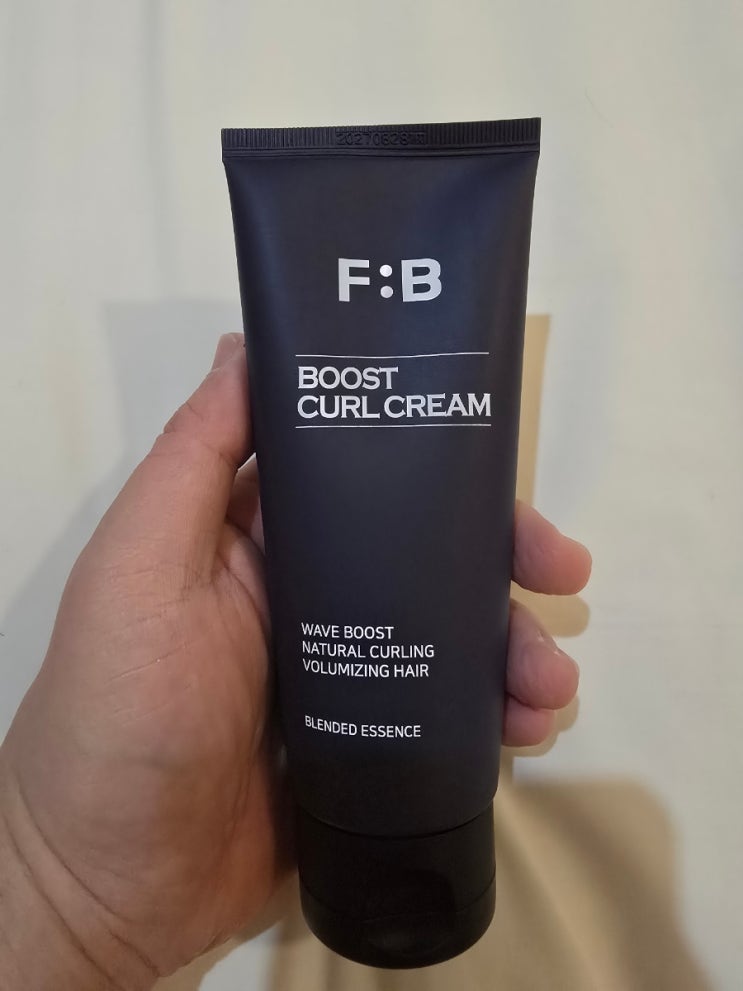 F:B
BOOST
CURL CREAM
WAVE BOOST
NATURAL CURLING
VOLUMIZING HAIR
BLENDED ESSENCE